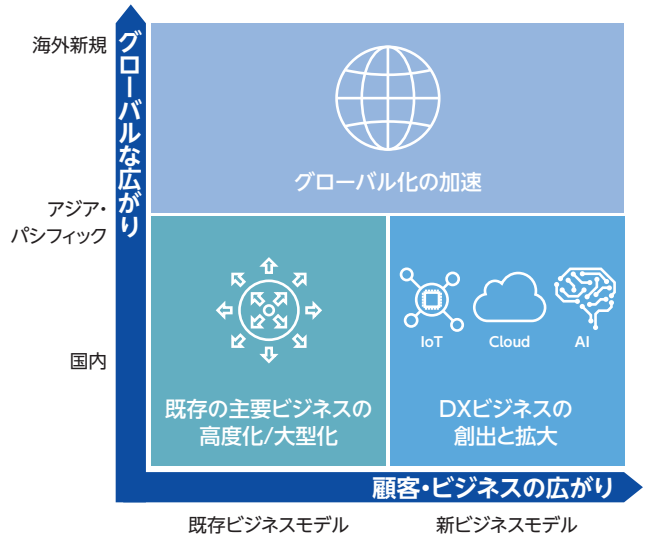 海外新規
グローバルな広がり
グローバル化の加速
アジア・
パシフィック
国内
IoT
Cloud
AI
既存の主要ビジネスの
高度化/大型化
DXビジネスの
創出と拡大
顧客・ビジネスの広がり
既存ビジネスモデル
新ビジネスモデル